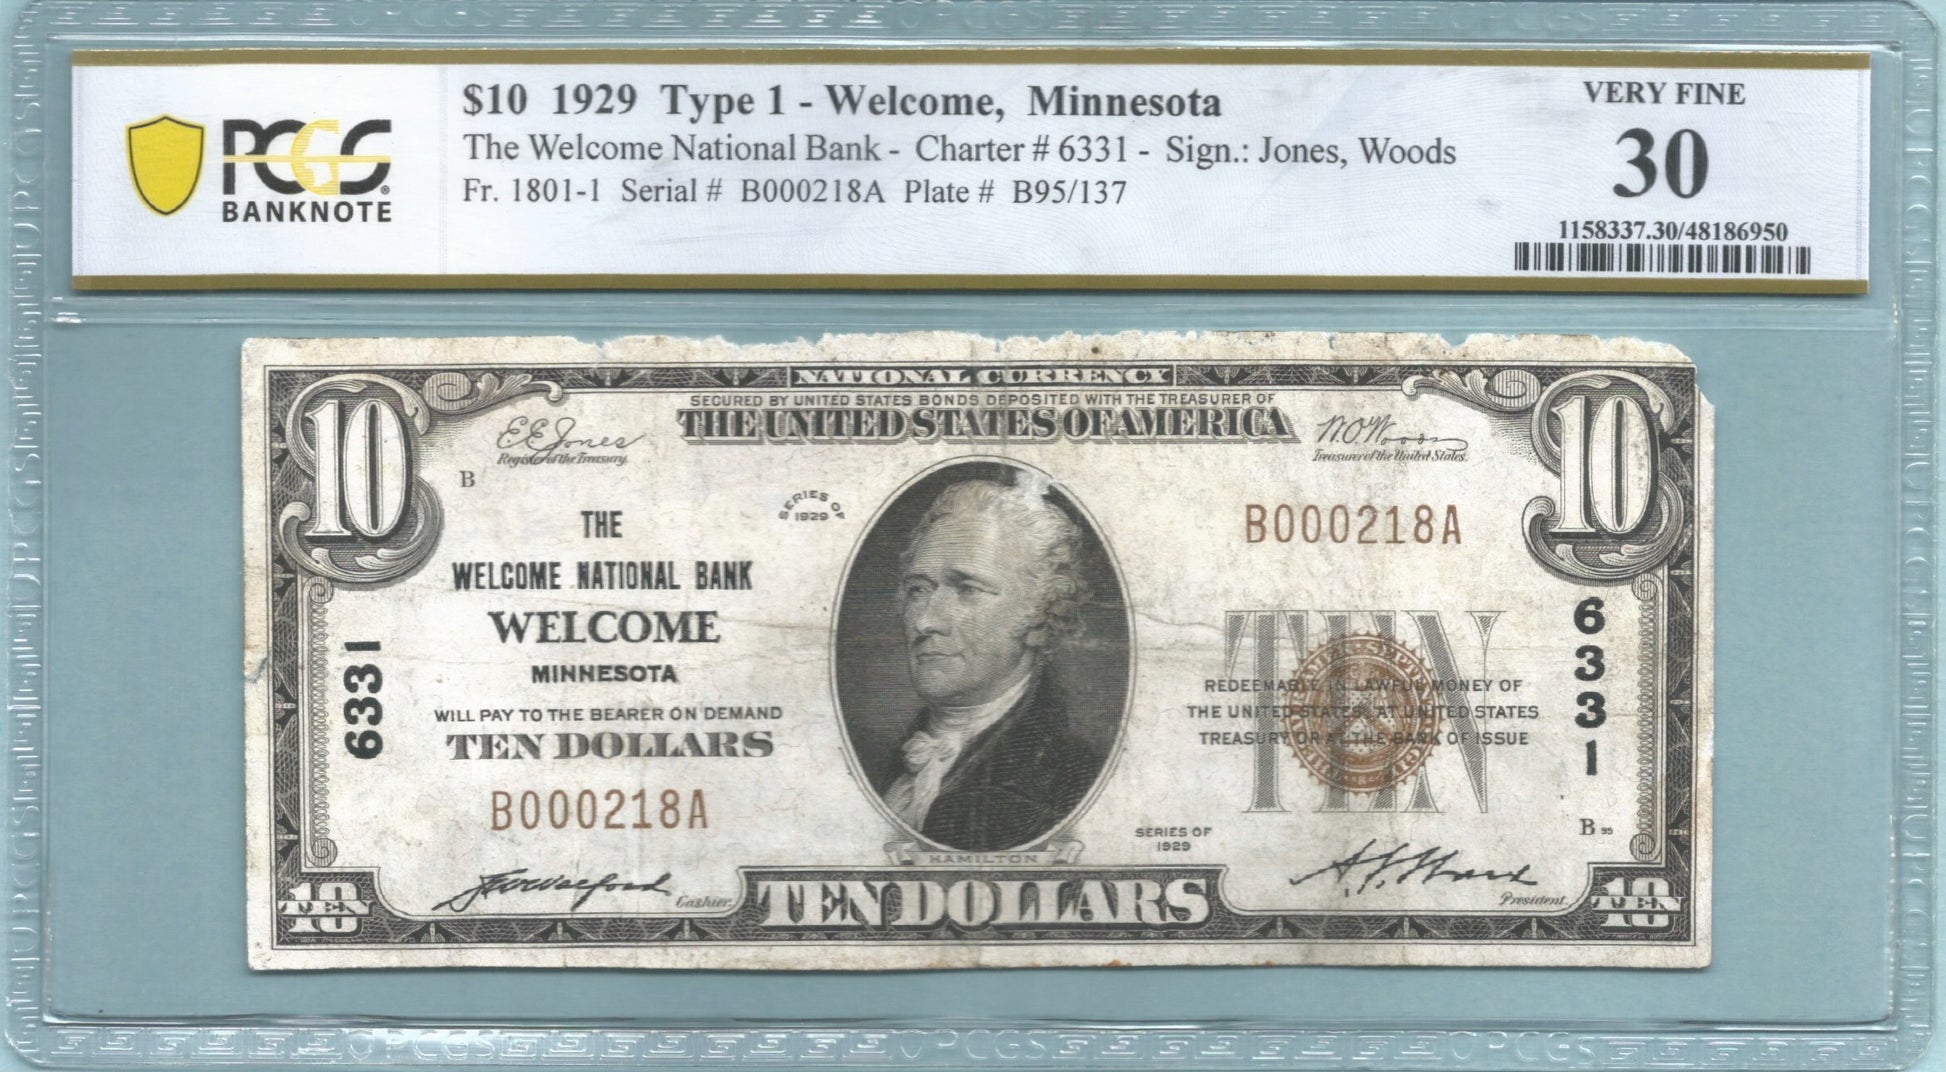 PCGS
BANKNOTE
$10 1929 Type 1 - Welcome, Minnesota
The Welcome National Bank - Charter # 6331 - Sign.: Jones, Woods
Fr. 1801-1 Serial # B000218A Plate # B95/137
VERY FINE
30
1158337.30/48186950
NATIONAL CURRENCY
SECURED BY UNITED STATES BONDS DEPOSITED WITH THE TREASURER OF
THE UNITED STATES OF AMERICA
10
10
E E Jones
Register of the Treasury.
W. O. Woods
Treasurer of the United States.
B
SERIES OF
1929
THE
WELCOME NATIONAL BANK
WELCOME
MINNESOTA
WILL PAY TO THE BEARER ON DEMAND
TEN DOLLARS
B000218A
6331
B000218A
TEN
REDEEMABLE IN LAWFUL MONEY OF
THE UNITED STATES AT UNITED STATES
TREASURY OR AT THE BANK OF ISSUE
6331
SERIES OF
1929
B 95
HAMILTON
Cashier.
President.
10
TEN
TEN DOLLARS
10
TEN